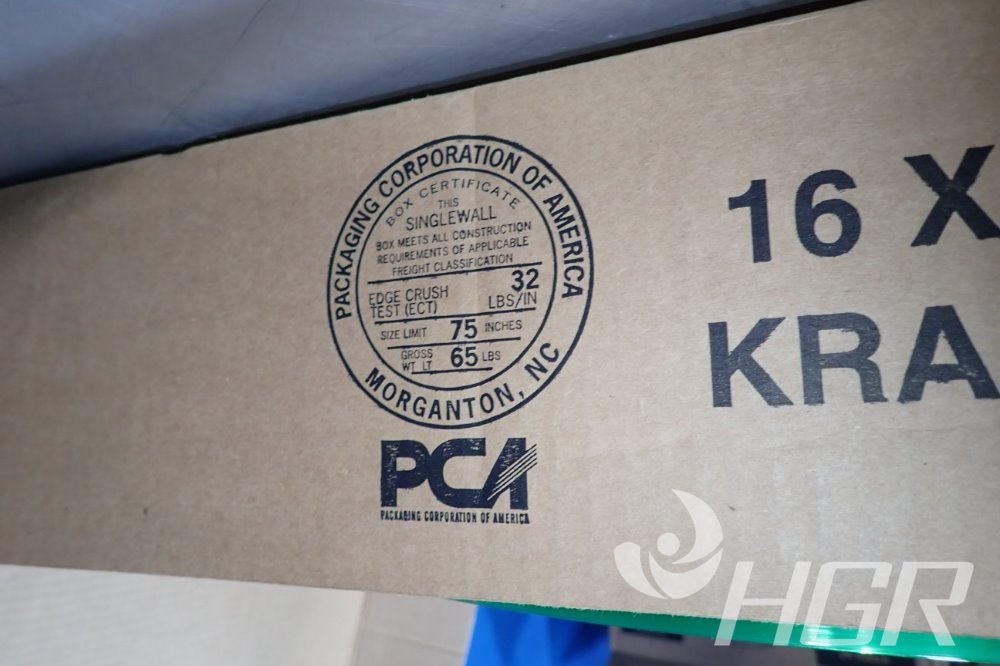 PACKAGING CORPORATION OF AMERICA
BOX CERTIFICATE
THIS
SINGLEWALL
BOX MEETS ALL CONSTRUCTION
REQUIREMENTS OF APPLICABLE
FREIGHT CLASSIFICATION
EDGE CRUSH
TEST (ECT)
32
LBS/IN
SIZE LIMIT 75 INCHES
GROSS
WT LT 65 LBS
MORGANTON, NC
PCA
PACKAGING CORPORATION OF AMERICA
16 X
KRA
HGR